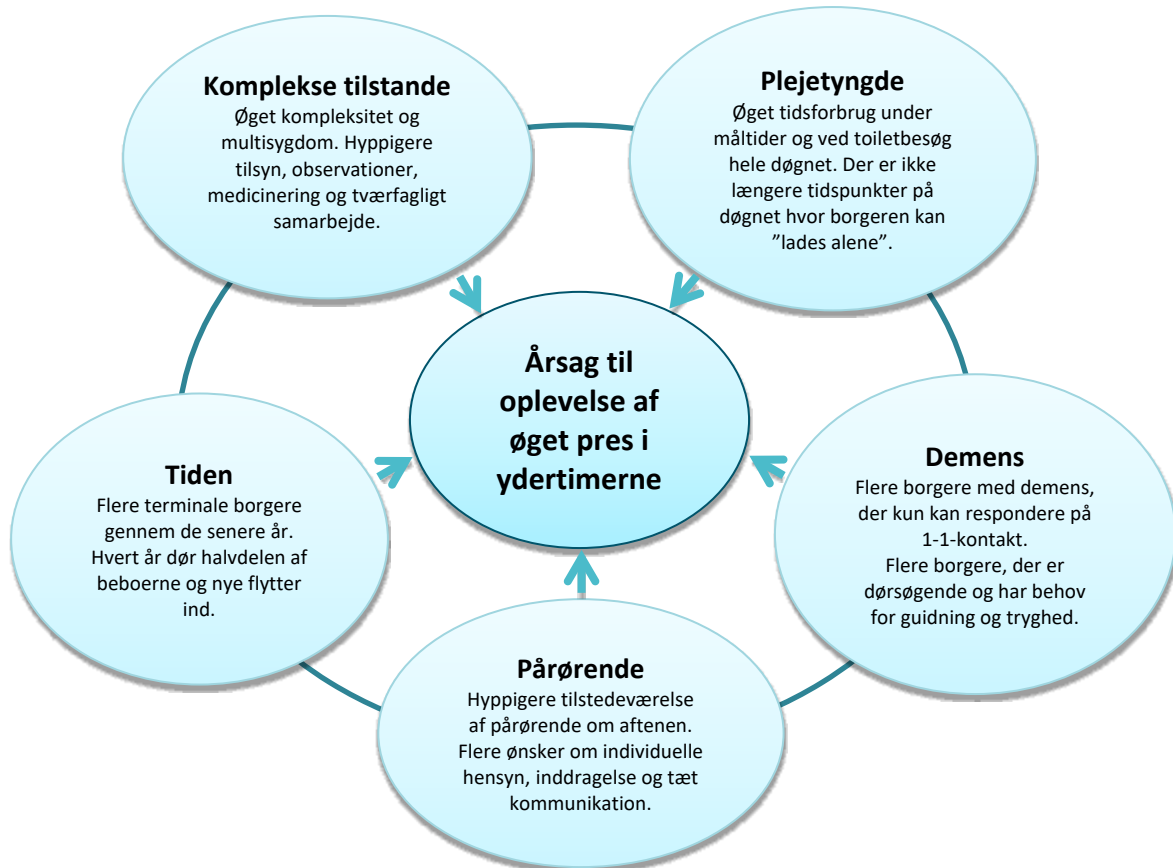 Komplekse tilstande
Øget kompleksitet og
multisygdom. Hyppigere
tilsyn, observationer,
medicinering og tværfagligt
samarbejde.
Plejetyngde
Øget tidsforbrug under
måltider og ved toiletbesøg
hele døgnet. Der er ikke
længere tidspunkter på
døgnet hvor borgeren kan
”lades alene”.
Årsag til
oplevelse af
øget pres i
ydertimerne
Tiden
Flere terminale borgere
gennem de senere år.
Hvert år dør halvdelen af
beboerne og nye flytter
ind.
Demens
Flere borgere med demens,
der kun kan respondere på
1-1-kontakt.
Flere borgere, der er
dørsøgende og har behov
for guidning og tryghed.
Pårørende
Hyppigere tilstedeværelse
af pårørende om aftenen.
Flere ønsker om individuelle
hensyn, inddragelse og tæt
kommunikation.